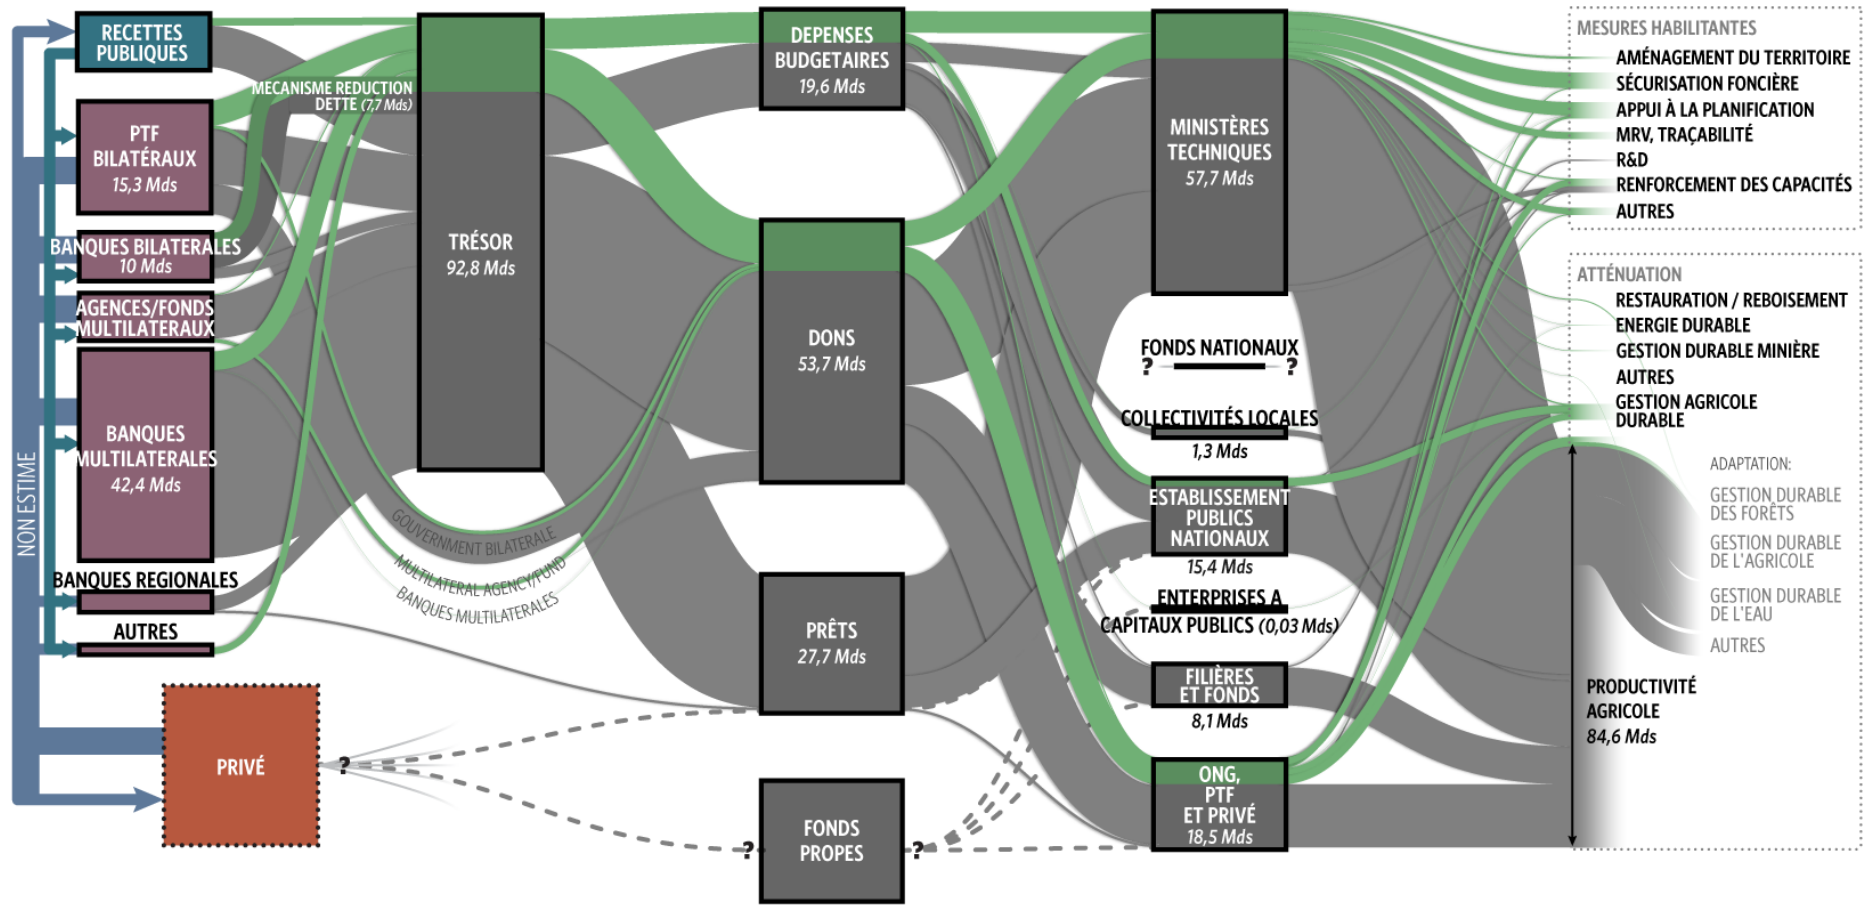 RECETTES
PUBLIQUES
PTF
BILATÉRAUX
15,3 Mds
BANQUES BILATERALES
10 Mds
AGENCES/FONDS
MULTILATERAUX
BANQUES
MULTILATERALES
42,4 Mds
BANQUES REGIONALES
AUTRES
PRIVÉ
?
NON ESTIME
MECANISME REDUCTION
DETTE (7,7 Mds)
TRÉSOR
92,8 Mds
GOUVERNMENT BILATERALE
MULTILATERAL AGENCY/FUND
BANQUES MULTILATERALES
DEPENSES
BUDGETAIRES
19,6 Mds
DONS
53,7 Mds
PRÊTS
27,7 Mds
? FONDS ?
PROPES
MINISTÈRES
TECHNIQUES
57,7 Mds
FONDS NATIONAUX
? ?
COLLECTIVITÉS LOCALES
1,3 Mds
ESTABLISSEMENT
PUBLICS
NATIONAUX
15,4 Mds
ENTERPRISES A
CAPITAUX PUBLICS (0,03 Mds)
FILIÈRES
ET FONDS
8,1 Mds
ONG,
PTF
ET PRIVÉ
18,5 Mds
MESURES HABILITANTES
AMÉNAGEMENT DU TERRITOIRE
SÉCURISATION FONCIÈRE
APPUI À LA PLANIFICATION
MRV, TRAÇABILITÉ
R&D
RENFORCEMENT DES CAPACITÉS
AUTRES
ATTÉNUATION
RESTAURATION / REBOISEMENT
ENERGIE DURABLE
GESTION DURABLE MINIÈRE
AUTRES
GESTION AGRICOLE
DURABLE
ADAPTATION:
GESTION DURABLE
DES FORÊTS
GESTION DURABLE
DE L'AGRICOLE
GESTION DURABLE
DE L'EAU
AUTRES
PRODUCTIVITÉ
AGRICOLE
84,6 Mds